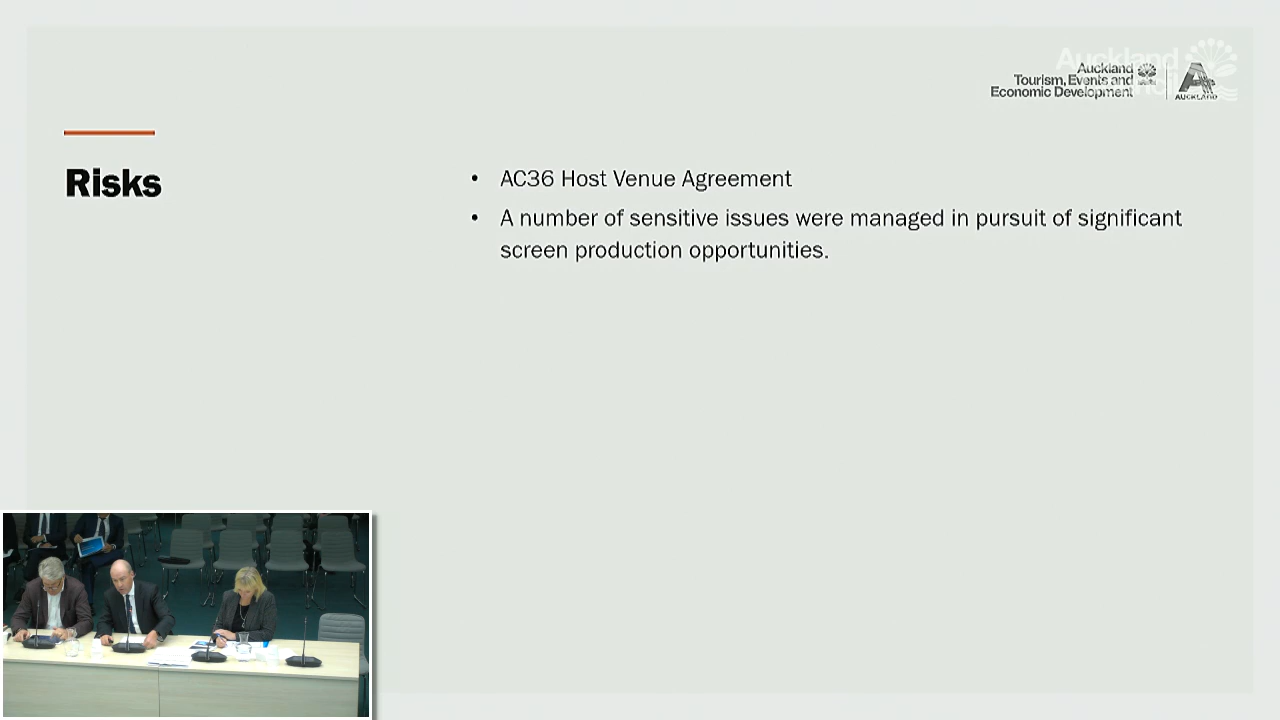 Auckland
Auckland
Tourism, Events and
Economic Development
AUCKLAND
Risks
• AC36 Host Venue Agreement
• A number of sensitive issues were managed in pursuit of significant
screen production opportunities.